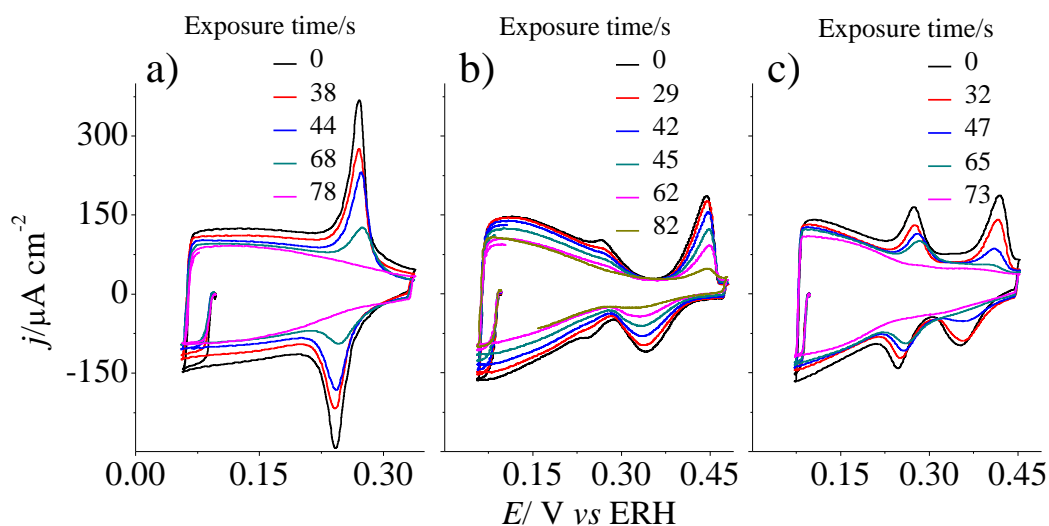 Exposure time/s
a)
0
38
44
68
78
Exposure time/s
b)
0
29
42
45
62
82
Exposure time/s
c)
0
32
47
65
73
j/µA cm-2
300
150
0
-150
0.00 0.15 0.30
0.15 0.30 0.45
0.15 0.30 0.45
E/ V vs ERH